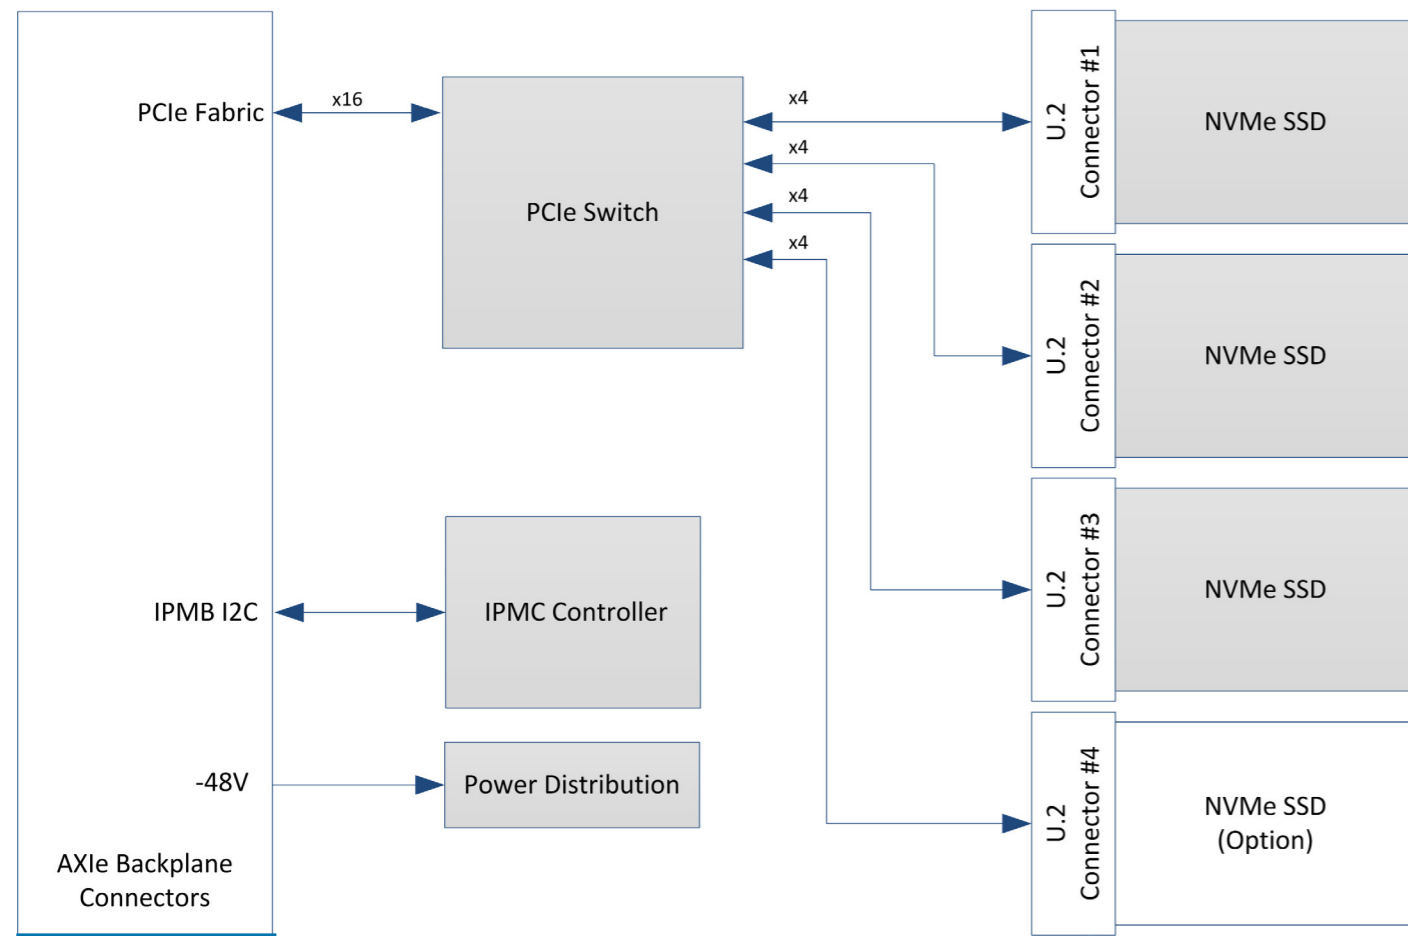 PCIe Fabric
x16
PCIe Switch
x4
x4
x4
x4
U.2
Connector #1
NVMe SSD
U.2
Connector #2
NVMe SSD
U.2
Connector #3
NVMe SSD
U.2
Connector #4
NVMe SSD
(Option)
IPMB I2C
IPMC Controller
-48V
Power Distribution
AXIe Backplane
Connectors